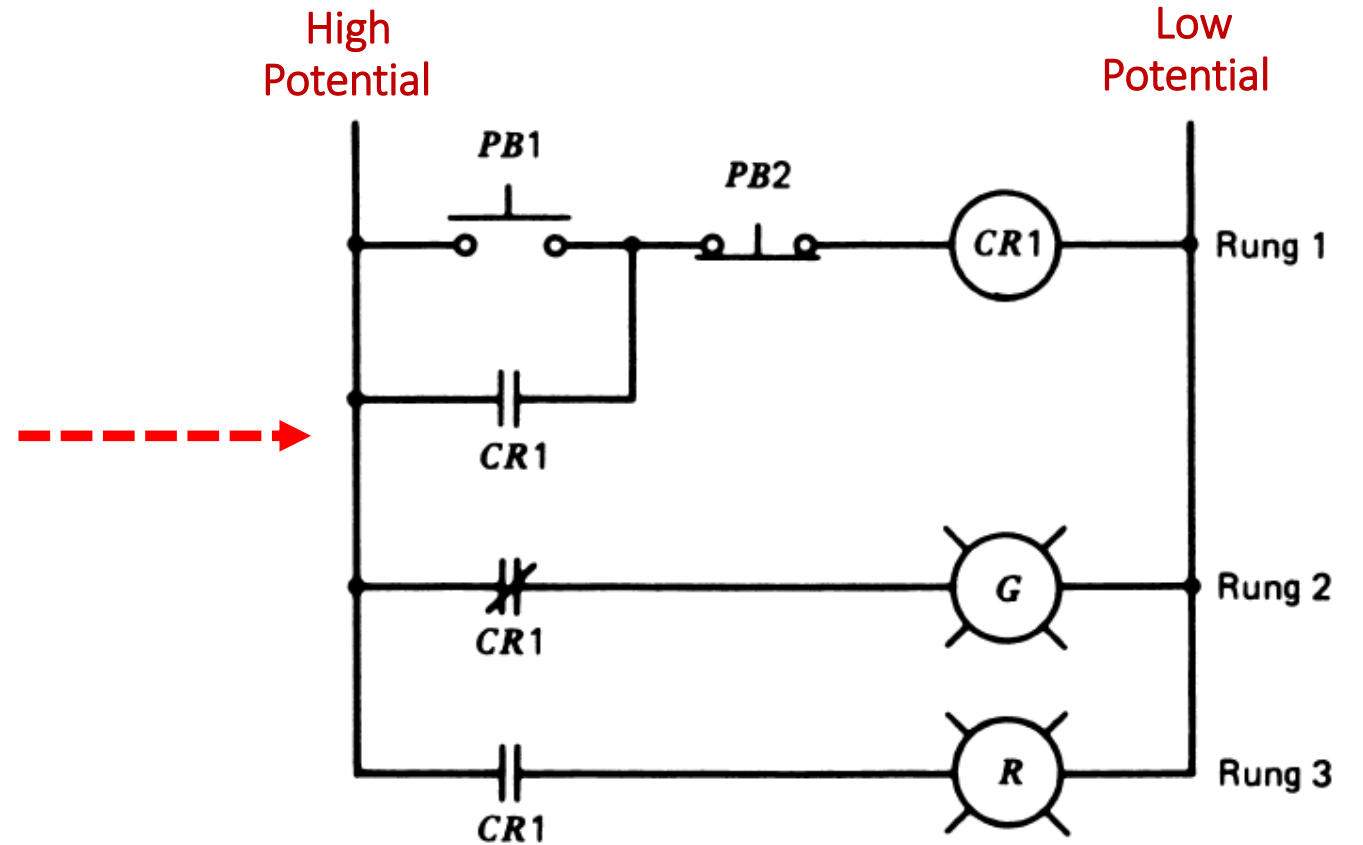 High
Potential
Low
Potential
PB1
PB2
CR1
Rung 1
CR1
G
Rung 2
CR1
R
Rung 3
CR1